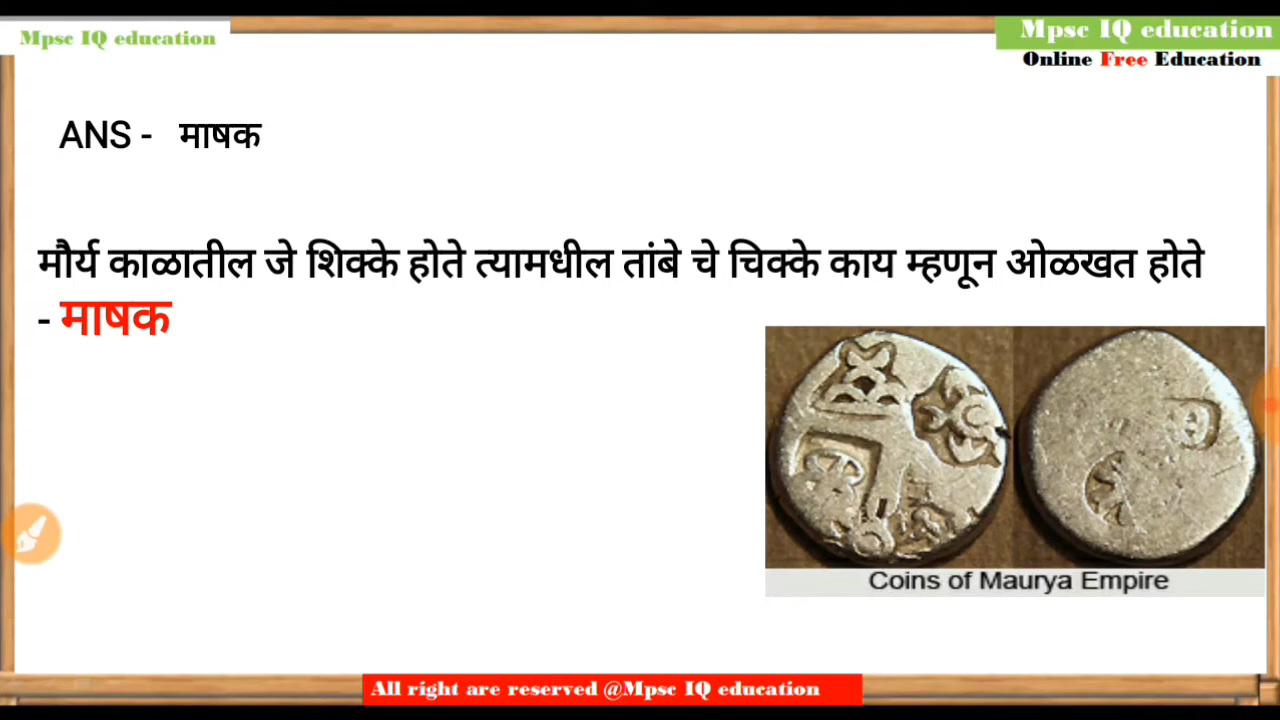 Mpsc IQ education
Mpsc IQ education
Online Free Education
ANS - माषक
मौर्य काळातील जे शिक्के होते त्यामधील तांबे चे चिक्के काय म्हणून ओळखत होते
- माषक
Coins of Maurya Empire
All right are reserved @Mpsc IQ education